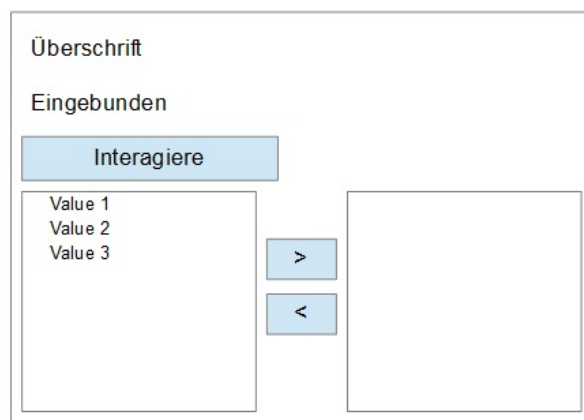 Überschrift
Eingebunden
Interagiere
Value 1
Value 2
Value 3
>
<